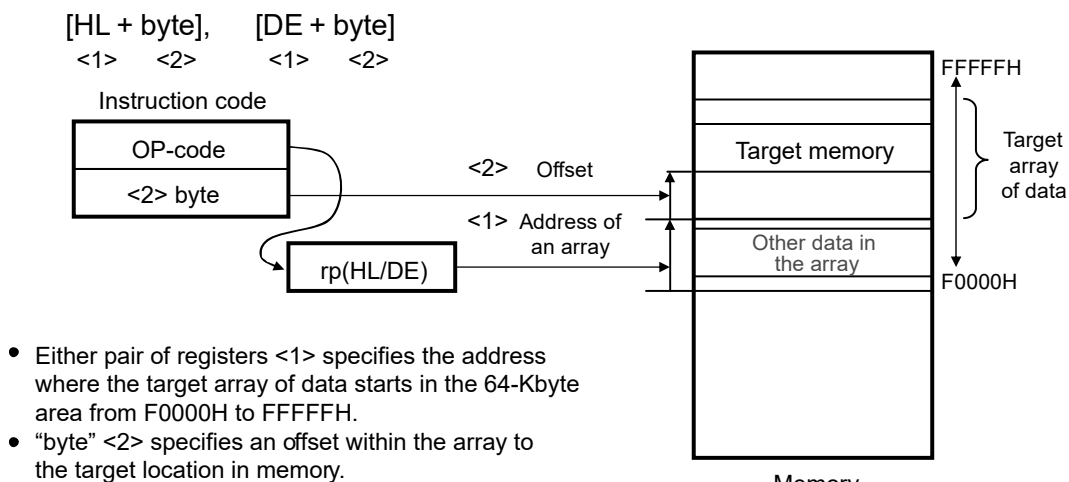 [HL + byte], [DE + byte]
<1> <2> <1> <2>
Instruction code
OP-code
<2> byte
<2> Offset
<1> Address of
an array
rp(HL/DE)
FFFFFH
Target memory
Target
array
of data
Other data in
the array
F0000H
• Either pair of registers <1> specifies the address
where the target array of data starts in the 64-Kbyte
area from F0000H to FFFFFH.
• “byte” <2> specifies an offset within the array to
the target location in memory.
Memory